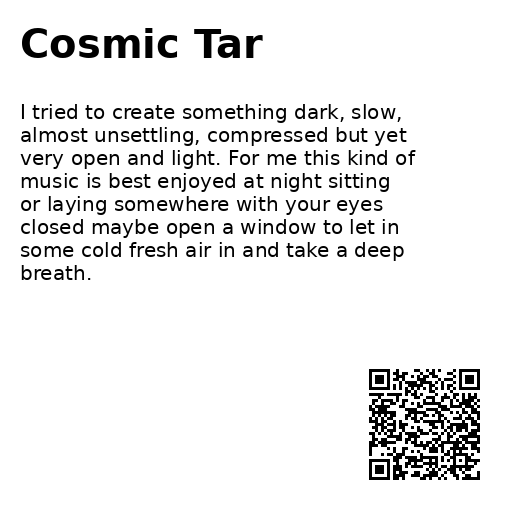 Cosmic Tar
I tried to create something dark, slow,
almost unsettling, compressed but yet
very open and light. For me this kind of
music is best enjoyed at night sitting
or laying somewhere with your eyes
closed maybe open a window to let in
some cold fresh air in and take a deep
breath.